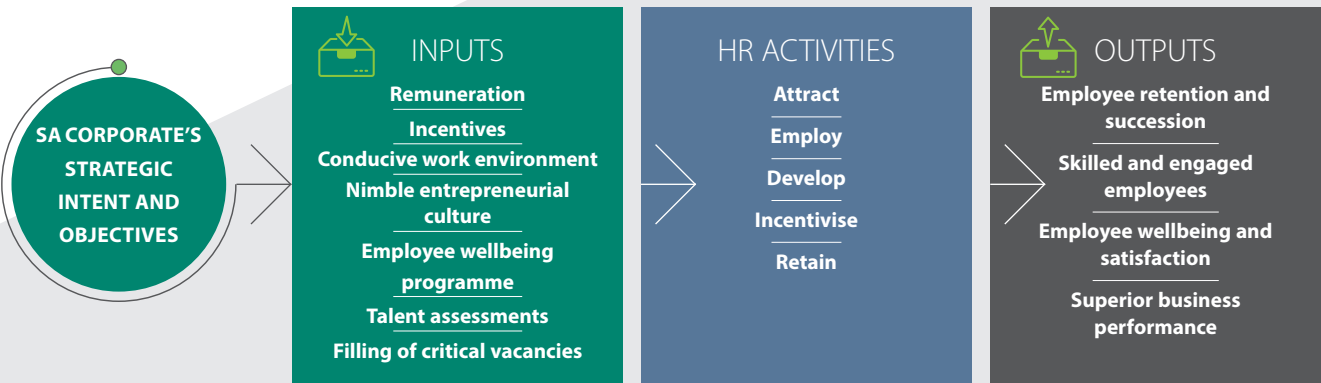 SA CORPORATE'S
STRATEGIC
INTENT AND
OBJECTIVES
INPUTS
Remuneration
Incentives
Conducive work environment
Nimble entrepreneurial
culture
Employee wellbeing
programme
Talent assessments
Filling of critical vacancies
HR ACTIVITIES
Attract
Employ
Develop
Incentivise
Retain
OUTPUTS
Employee retention and
succession
Skilled and engaged
employees
Employee wellbeing and
satisfaction
Superior business
performance